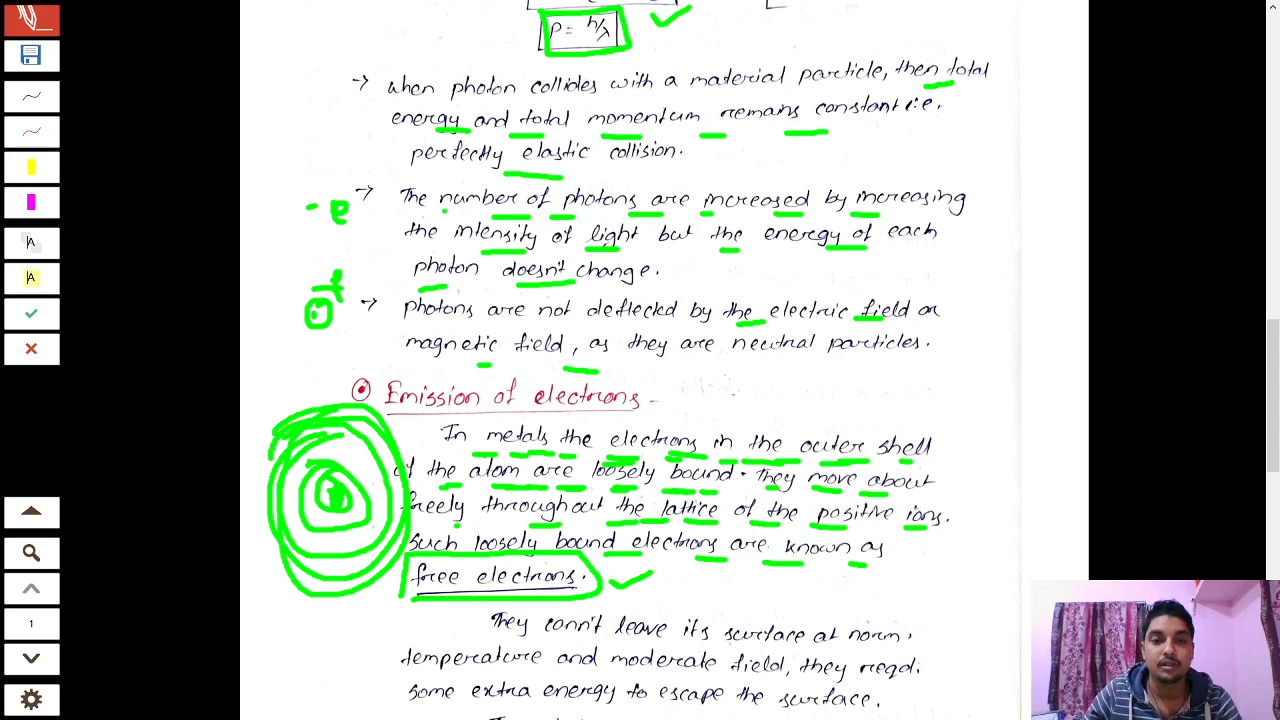 P = h/λ
→ When photon collides with a material particle, then total
energy and total momentum remains constant i.e.
perfectly elastic collision.
-e
→ The number of photons are increased by increasing
the intensity of light but the energy of each
photon doesn't change.
→ photons are not deflected by the electric field or
magnetic field, as they are neutral particles.
Emission of electrons -
In metals the electrons in the outer shell
of the atom are loosely bound. They move about
freely throughout the lattice of the positive ions.
Such loosely bound electrons are known as
free electrons.
They conn't leave its surface at norm.
temperature and moderate field, they reqd.
Some extra energy to escape the surface.
A
A
1